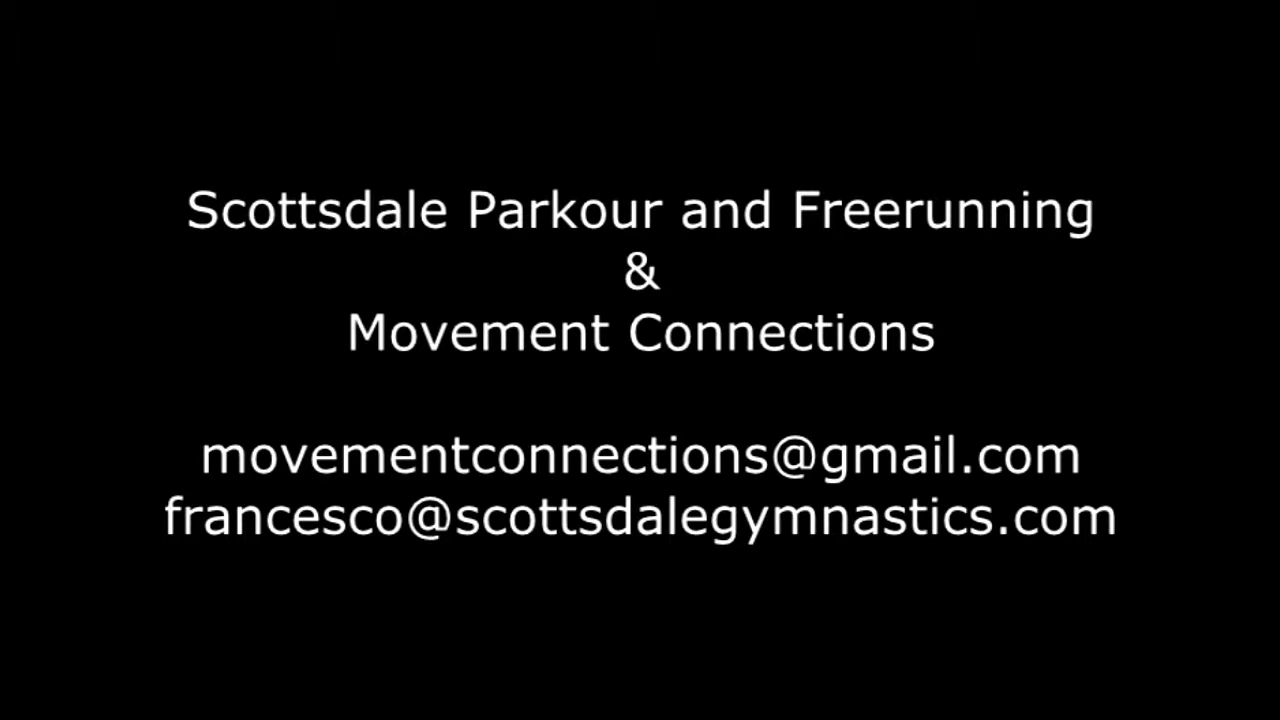 Scottsdale Parkour and Freerunning
&
Movement Connections
movementconnections@gmail.com
francesco@scottsdalegymnastics.com